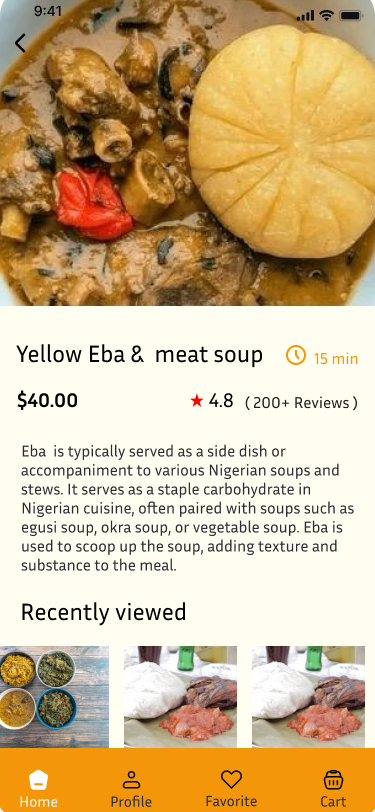 9:41
Yellow Eba & meat soup
15 min
$40.00
4.8
( 200+ Reviews )
Eba is typically served as a side dish or
accompaniment to various Nigerian soups and
stews. It serves as a staple carbohydrate in
Nigerian cuisine, often paired with soups such as
egusi soup, okra soup, or vegetable soup. Eba is
used to scoop up the soup, adding texture and
substance to the meal.
Recently viewed
Home
Profile
Favorite
Cart